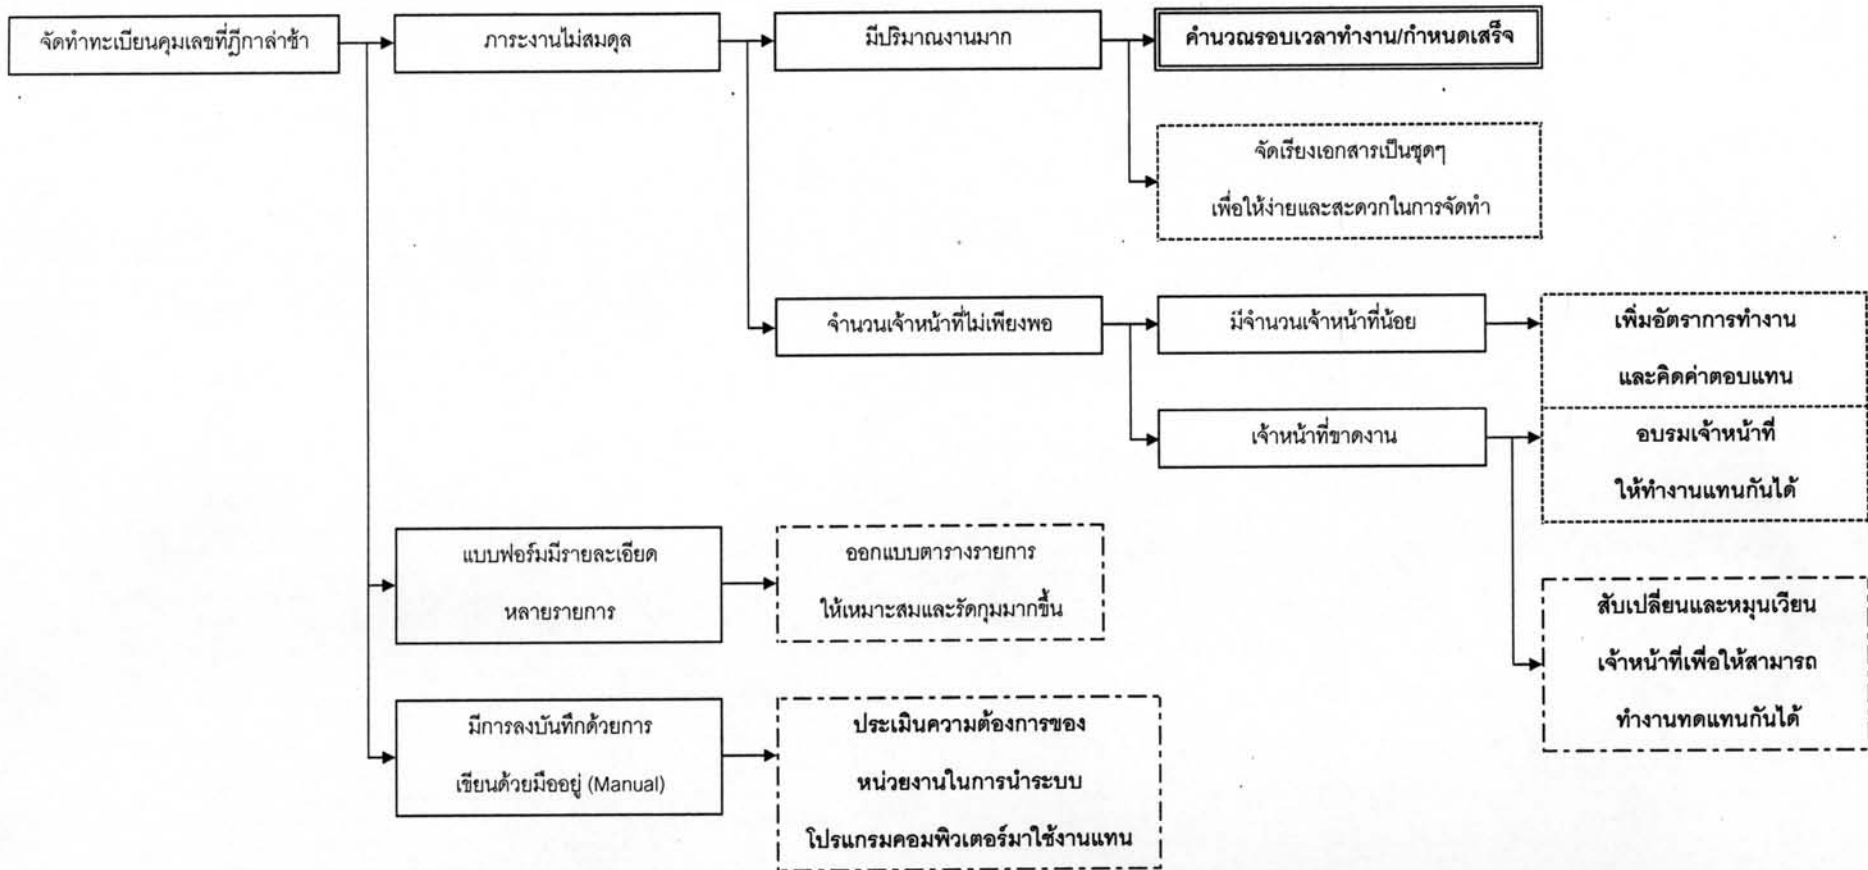 จัดทำทะเบียนคุมเลขที่ฎีกาล่าช้า
ภาระงานไม่สมดุล
มีปริมาณงานมาก
คำนวณรอบเวลาทำงาน/กำหนดเสร็จ
จัดเรียงเอกสารเป็นชุดๆ
เพื่อให้ง่ายและสะดวกในการจัดทำ
จำนวนเจ้าหน้าที่ไม่เพียงพอ
มีจำนวนเจ้าหน้าที่น้อย
เพิ่มอัตราการทำงาน
และคิดค่าตอบแทน
เจ้าหน้าที่ขาดงาน
อบรมเจ้าหน้าที่
ให้ทำงานแทนกันได้
สับเปลี่ยนและหมุนเวียน
เจ้าหน้าที่เพื่อให้สามารถ
ทำงานทดแทนกันได้
แบบฟอร์มมีรายละเอียด
หลายรายการ
ออกแบบตารางรายการ
ให้เหมาะสมและรัดกุมมากขึ้น
มีการลงบันทึกด้วยการ
เขียนด้วยมืออยู่ (Manual)
ประเมินความต้องการของ
หน่วยงานในการนำระบบ
โปรแกรมคอมพิวเตอร์มาใช้งานแทน